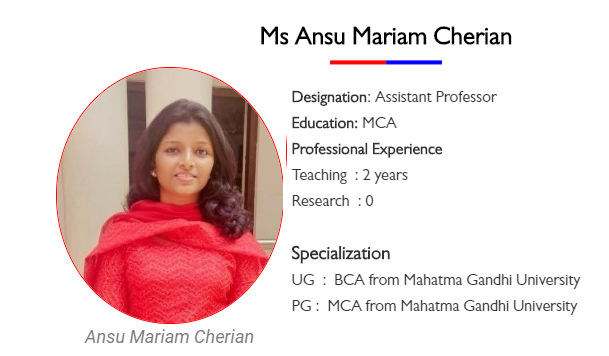 Ms Ansu Mariam Cherian
Designation: Assistant Professor
Education: MCA
Professional Experience
Teaching : 2 years
Research : 0
Specialization
UG : BCA from Mahatma Gandhi University
PG : MCA from Mahatma Gandhi University
Ansu Mariam Cherian